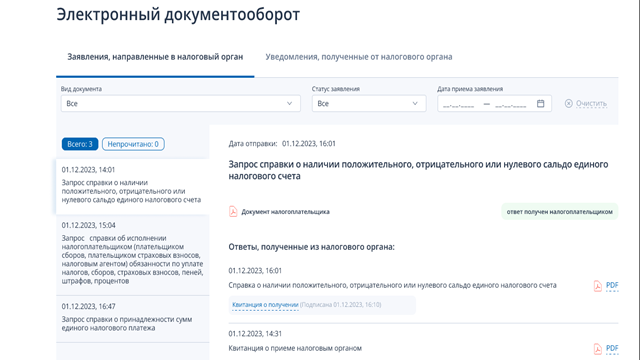 Электронный документооборот
Заявления, направленные в налоговый орган
Уведомления, полученные от налогового органа
Вид документа
Все
Статус заявления
Все
Дата приема заявления
__.__.____ — __.__.____
Очистить
Всего: 3
Непрочитано: 0
01.12.2023, 14:01
Запрос справки о наличии
положительного, отрицательного или
нулевого сальдо единого налогового счета
01.12.2023, 15:04
Запрос справки об исполнении
налогоплательщиком (плательщиком
сборов, плательщиком страховых взносов,
налоговым агентом) обязанности по уплате
налогов, сборов, страховых взносов, пеней,
штрафов, процентов
01.12.2023, 16:47
Запрос справки о принадлежности сумм
единого налогового платежа
Дата отправки: 01.12.2023, 16:01
Запрос справки о наличии положительного, отрицательного или нулевого сальдо единого
налогового счета
Документ налогоплательщика
ответ получен налогоплательщиком
Ответы, полученные из налогового органа:
01.12.2023, 16:01
Справка о наличии положительного, отрицательного или нулевого сальдо единого налогового счета
PDF
Квитанция о получении (Подписана 01.12.2023, 16:10)
01.12.2023, 14:31
Квитанция о приеме налоговым органом
PDF